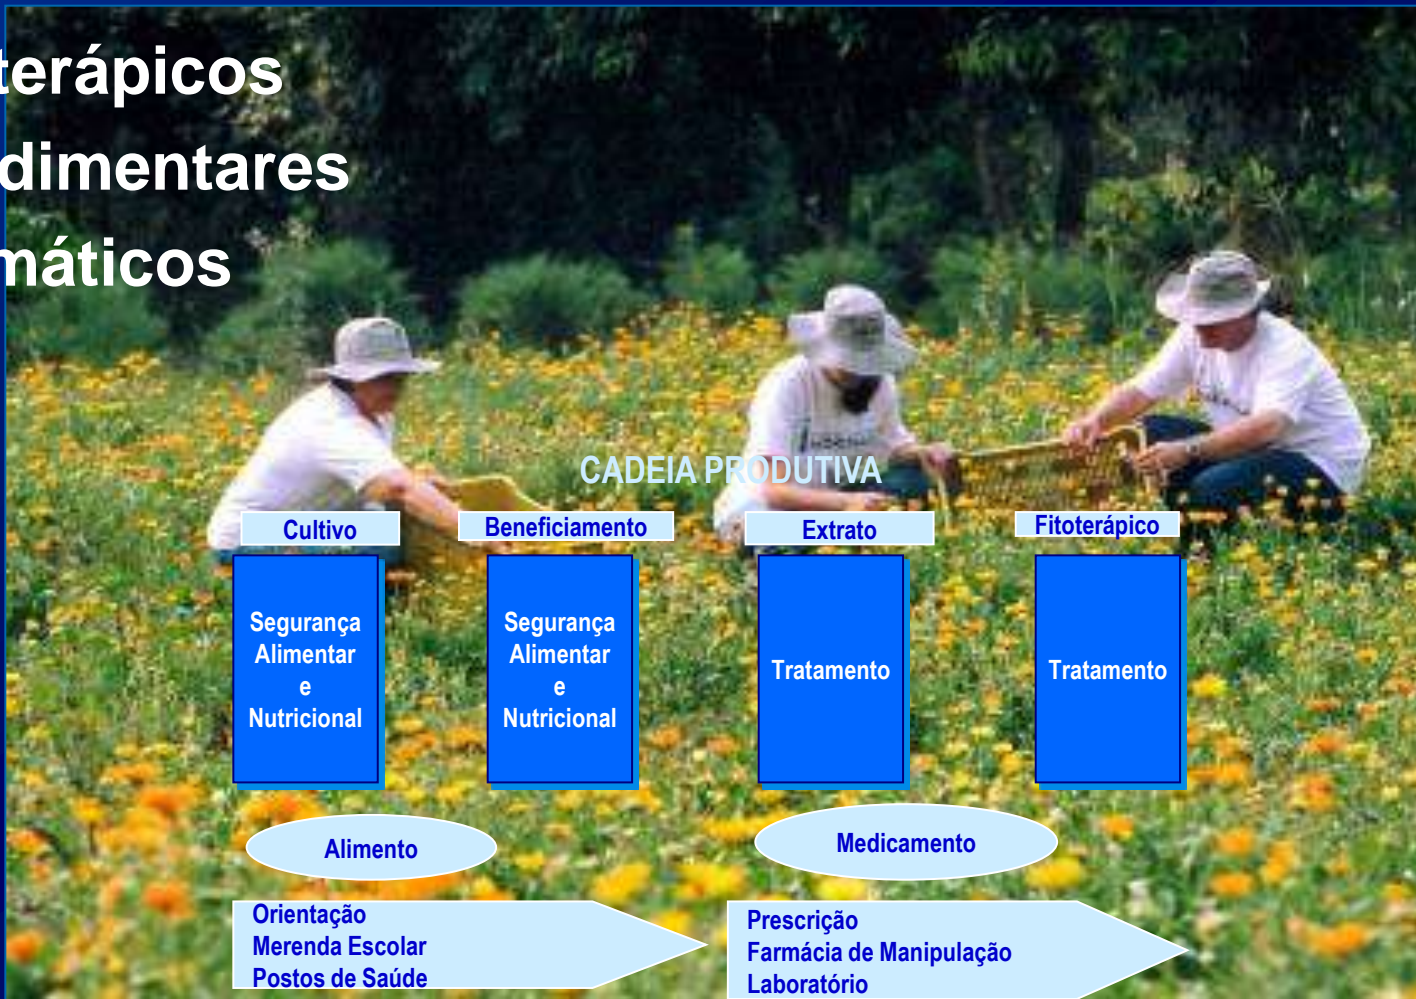 terápicos
dimentares
máticos
CADEIA PRODUTIVA
Cultivo
Beneficiamento
Extrato
Fitoterápico
Segurança
Alimentar
e
Nutricional
Segurança
Alimentar
e
Nutricional
Tratamento
Tratamento
Alimento
Medicamento
Orientação
Merenda Escolar
Postos de Saúde
Prescrição
Farmácia de Manipulação
Laboratório